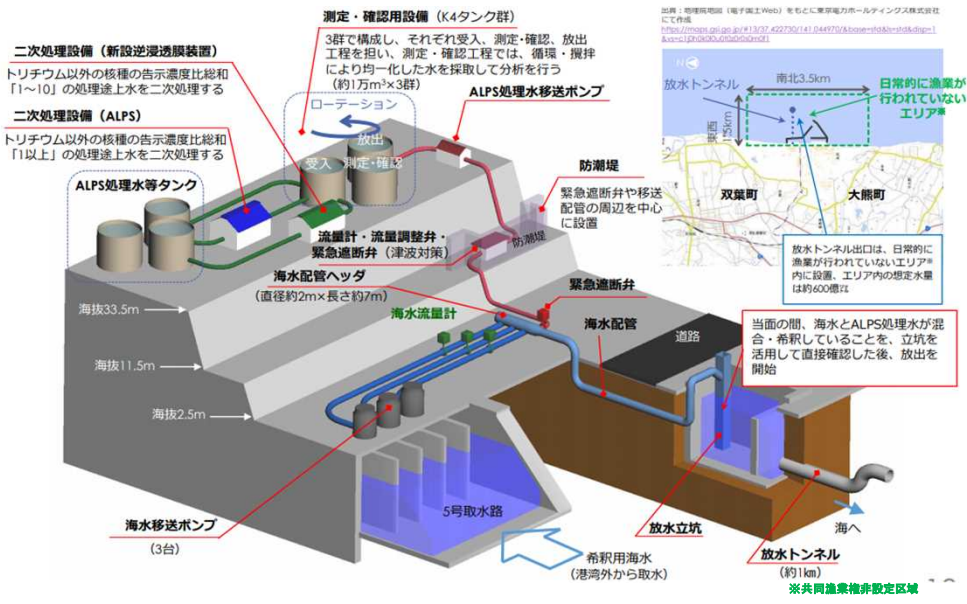 測定・確認用設備（K4タンク群）
3群で構成し、それぞれ受入、測定・確認、放出
工程を担い、測定・確認工程では、循環・攪拌
により均一化した水を採取して分析を行う
（約1万m³×3群）
二次処理設備（新設逆浸透膜装置）
トリチウム以外の核種の告示濃度比総和
「1～10」の処理途上水を二次処理する
二次処理設備（ALPS）
トリチウム以外の核種の告示濃度比総和
「1以上」の処理途上水を二次処理する
ALPS処理水等タンク
ローテーション
受入
放出
測定・確認
ALPS処理水移送ポンプ
防潮堤
緊急遮断弁や移送
配管の周辺を中心
に設置
防潮堤
流量計・流量調整弁・
緊急遮断弁（津波対策）
海水配管ヘッダ
（直径約2m×長さ約7m）
海水流量計
緊急遮断弁
海水配管
道路
海抜33.5m
海抜11.5m
海抜2.5m
海水移送ポンプ
（3台）
5号取水路
希釈用海水
（港湾外から取水）
当面の間、海水とALPS処理水が混
合・希釈していることを、立坑を
活用して直接確認した後、放出を
開始
放水立坑
放水トンネル
（約1km）
海へ
出典：地理院地図（電子国土Web）をもとに東京電力ホールディングス株式会社
にて作成
N
南北3.5km
東西
1.5km
放水トンネル
日常的に漁業が
行われていない
エリア※
双葉町
大熊町
放水トンネル出口は、日常的に
漁業が行われていないエリア※
内に設置、エリア内の想定水量
は約600億㍑
※共同漁業権非設定区域